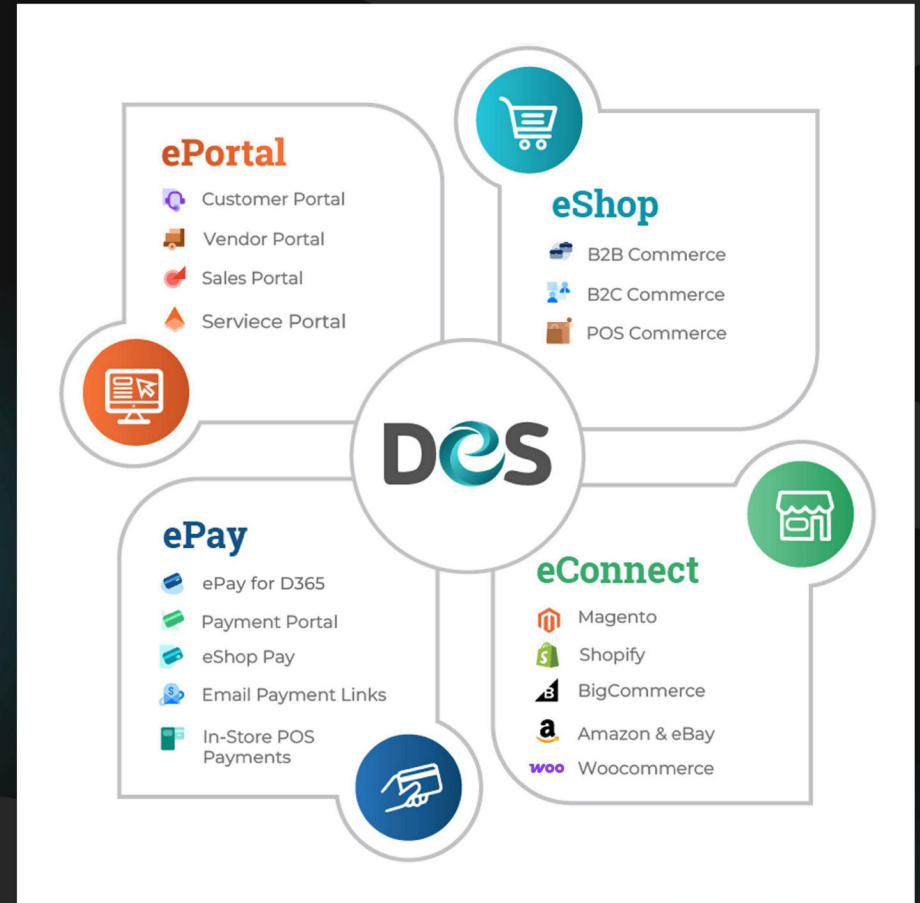 ePortal
Customer Portal
Vendor Portal
Sales Portal
Serviece Portal
eShop
B2B Commerce
B2C Commerce
POS Commerce
DeS
ePay
ePay for D365
Payment Portal
eShop Pay
Email Payment Links
In-Store POS
Payments
eConnect
Magento
Shopify
BigCommerce
a Amazon & eBay
woo Woocommerce